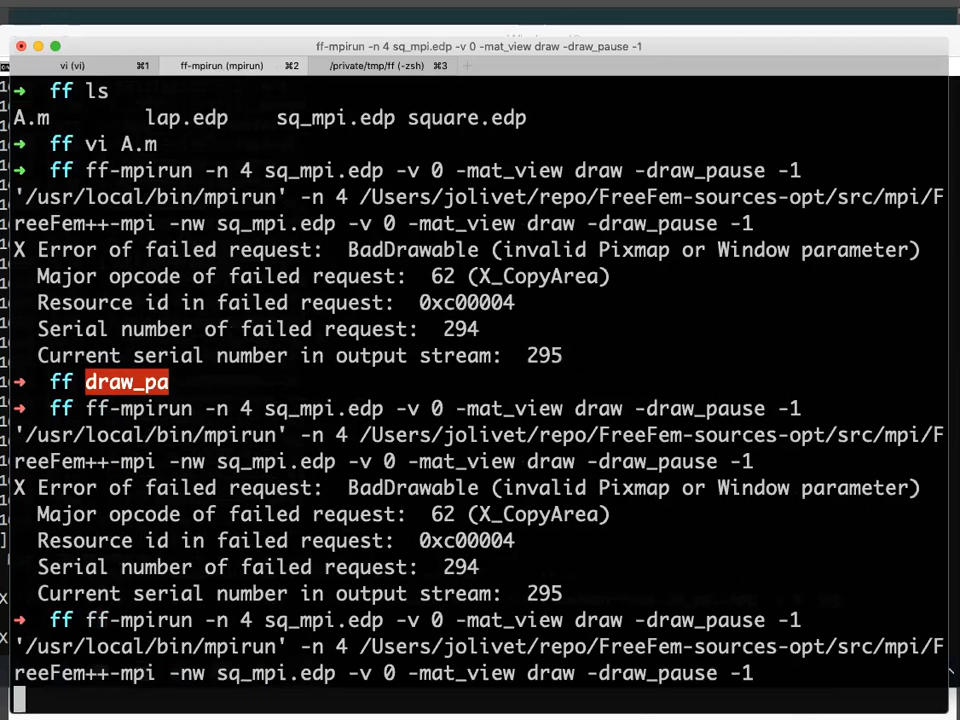 ff-mpirun -n 4 sq_mpi.edp -v 0 -mat_view draw -draw_pause -1
vi (vi) ⌘1 ff-mpirun (mpirun) ⌘2 /private/tmp/ff (-zsh) ⌘3 +
➜ ff ls
A.m lap.edp sq_mpi.edp square.edp
➜ ff vi A.m
➜ ff ff-mpirun -n 4 sq_mpi.edp -v 0 -mat_view draw -draw_pause -1
'/usr/local/bin/mpirun' -n 4 /Users/jolivet/repo/FreeFem-sources-opt/src/mpi/F
reeFem++-mpi -nw sq_mpi.edp -v 0 -mat_view draw -draw_pause -1
X Error of failed request: BadDrawable (invalid Pixmap or Window parameter)
Major opcode of failed request: 62 (X_CopyArea)
Resource id in failed request: 0xc00004
Serial number of failed request: 294
Current serial number in output stream: 295
➜ ff draw_pa
➜ ff ff-mpirun -n 4 sq_mpi.edp -v 0 -mat_view draw -draw_pause -1
'/usr/local/bin/mpirun' -n 4 /Users/jolivet/repo/FreeFem-sources-opt/src/mpi/F
reeFem++-mpi -nw sq_mpi.edp -v 0 -mat_view draw -draw_pause -1
X Error of failed request: BadDrawable (invalid Pixmap or Window parameter)
Major opcode of failed request: 62 (X_CopyArea)
Resource id in failed request: 0xc00004
Serial number of failed request: 294
Current serial number in output stream: 295
➜ ff ff-mpirun -n 4 sq_mpi.edp -v 0 -mat_view draw -draw_pause -1
'/usr/local/bin/mpirun' -n 4 /Users/jolivet/repo/FreeFem-sources-opt/src/mpi/F
reeFem++-mpi -nw sq_mpi.edp -v 0 -mat_view draw -draw_pause -1